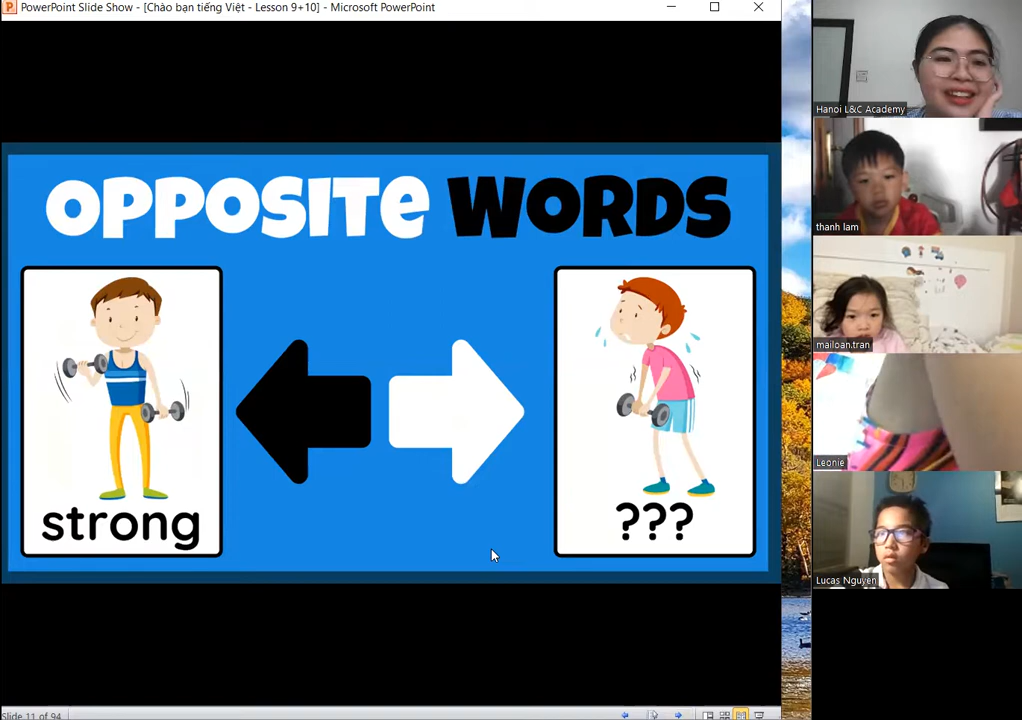 PowerPoint Slide Show - [Chào bạn tiếng Việt - Lesson 9+10] - Microsoft PowerPoint
OPPOSITE WORDS
strong
???
Slide 11 of 94
Hanoi L&C Academy
thanh lam
mailoan.tran
Leonie
Lucas Nguyen